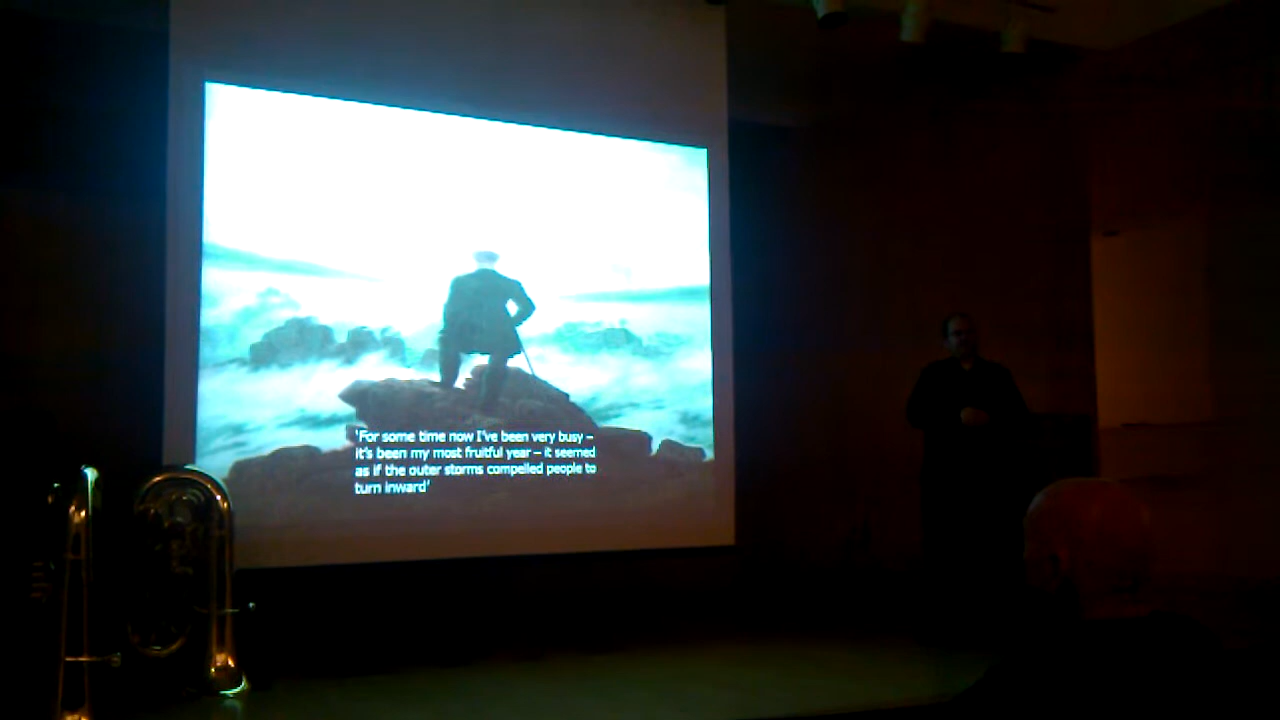 'For some time now I've been very busy –
it's been my most fruitful year – it seemed
as if the outer storms compelled people to
turn inward'